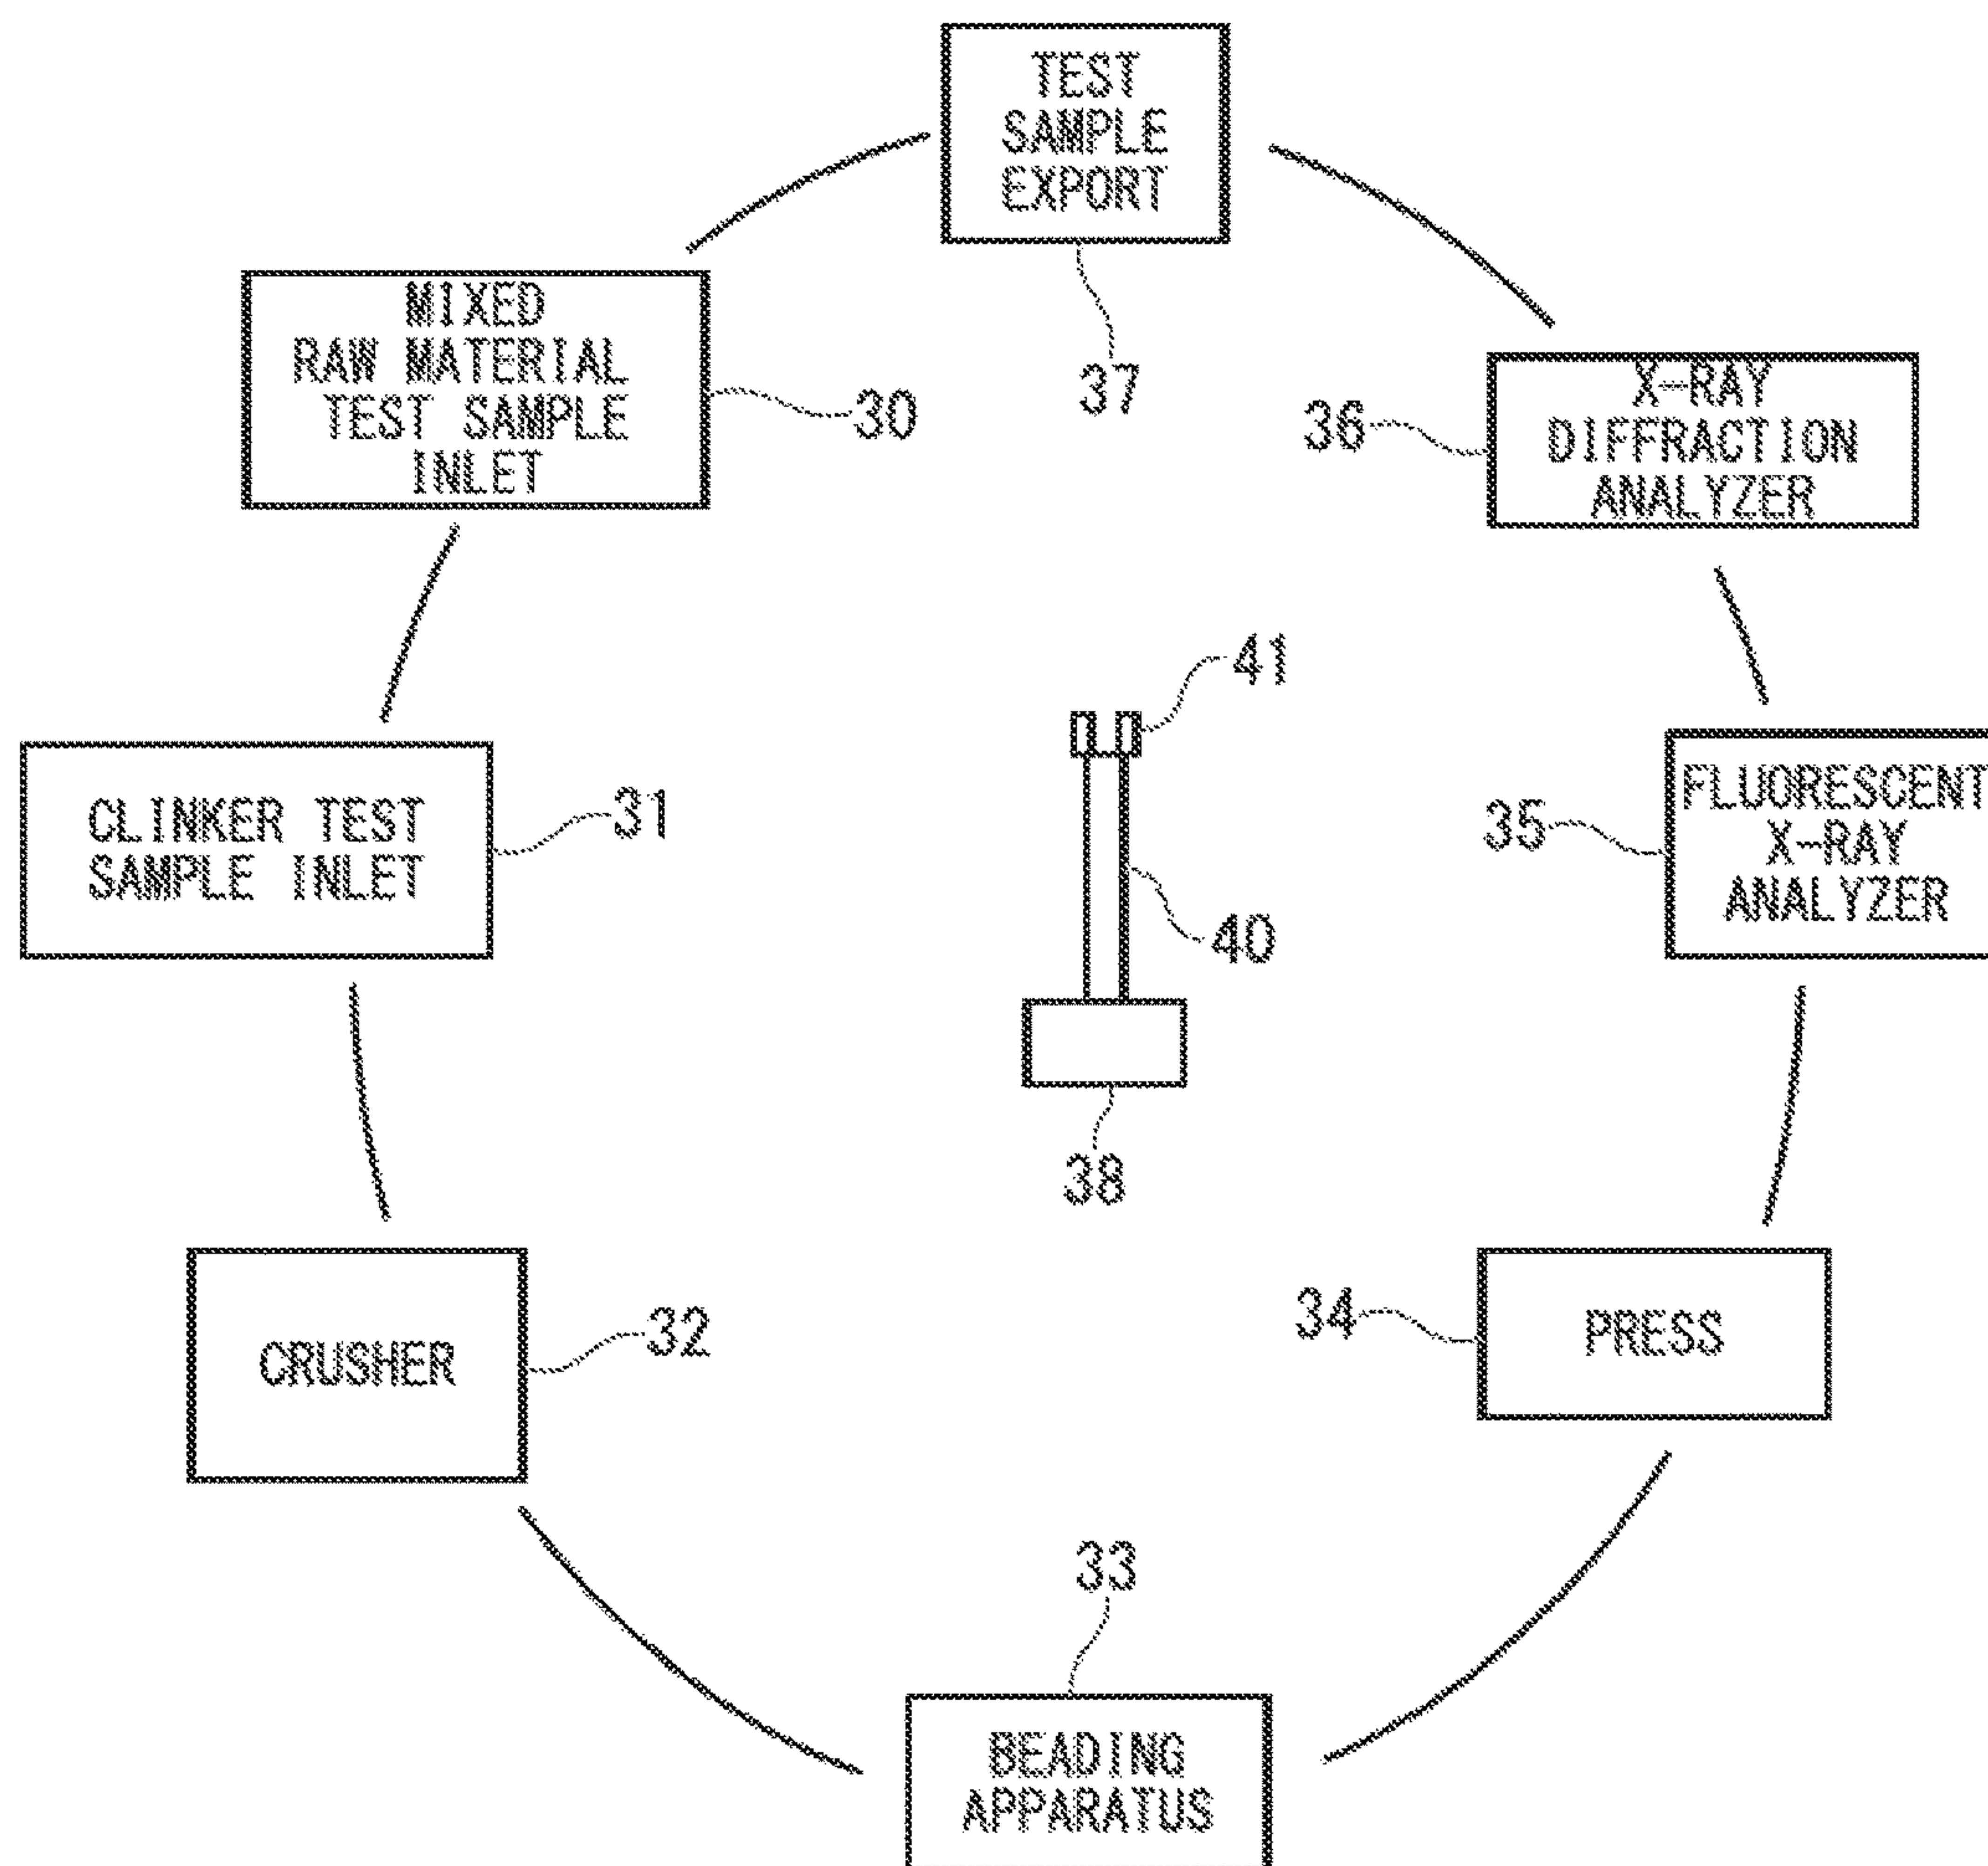 TEST
SAMPLE
EXPORT
37
MIXED
RAW MATERIAL
TEST SAMPLE
INLET
30
36
X-RAY
DIFFRACTION
ANALYZER
41
CLINKER TEST
SAMPLE INLET
31
35
FLUORESCENT
X-RAY
ANALYZER
40
38
CRUSHER
32
34
PRESS
33
BEADING
APPARATUS